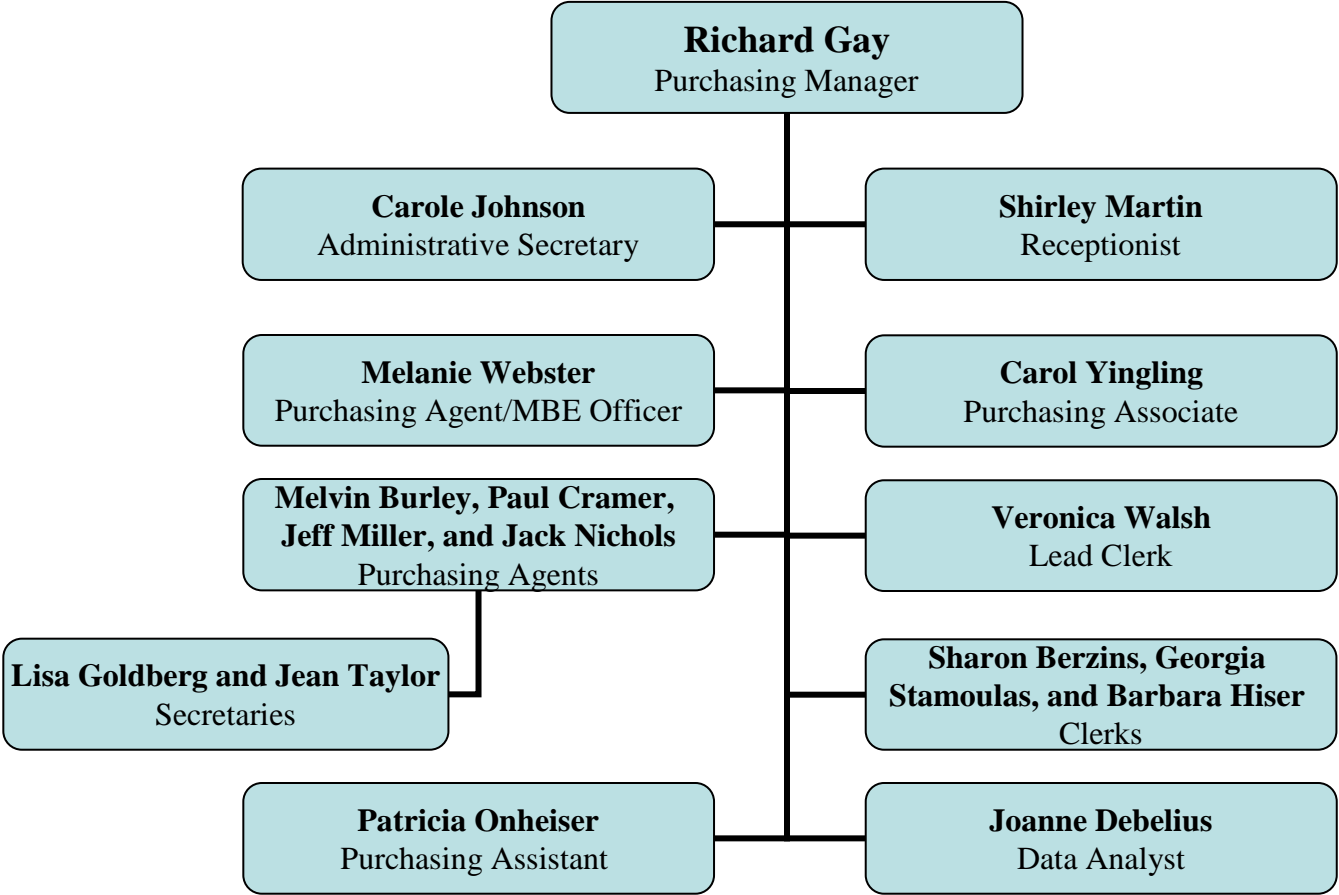 Richard Gay
Purchasing Manager
Carole Johnson
Administrative Secretary
Shirley Martin
Receptionist
Melanie Webster
Purchasing Agent/MBE Officer
Carol Yingling
Purchasing Associate
Melvin Burley, Paul Cramer,
Jeff Miller, and Jack Nichols
Purchasing Agents
Veronica Walsh
Lead Clerk
Lisa Goldberg and Jean Taylor
Secretaries
Sharon Berzins, Georgia
Stamoulas, and Barbara Hiser
Clerks
Patricia Onheiser
Purchasing Assistant
Joanne Debelius
Data Analyst